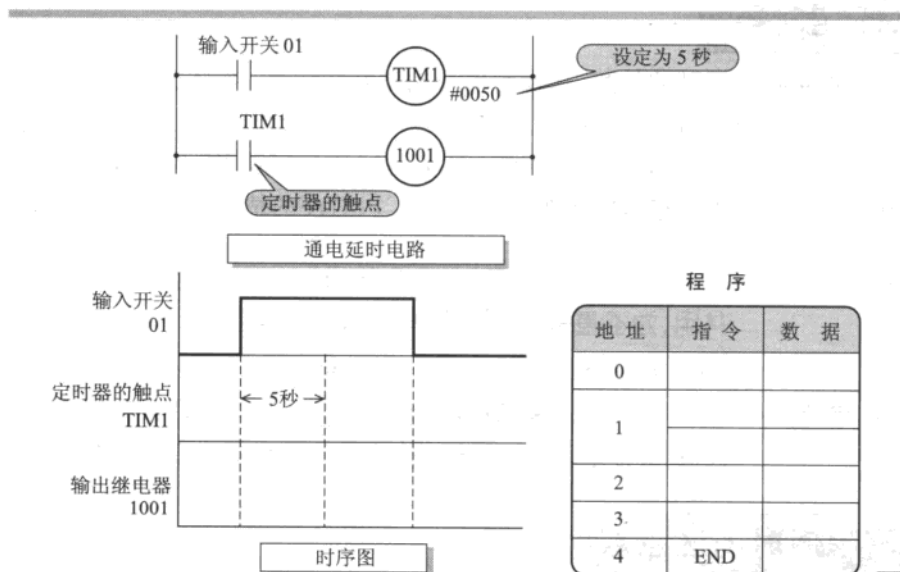 输入开关 01
TIM1
#0050
设定为 5 秒
TIM1
1001
定时器的触点
通电延时电路
输入开关
01
定时器的触点
TIM1
5秒
输出继电器
1001
时序图
程 序
地 址 指 令 数 据
0
1
2
3
4 END